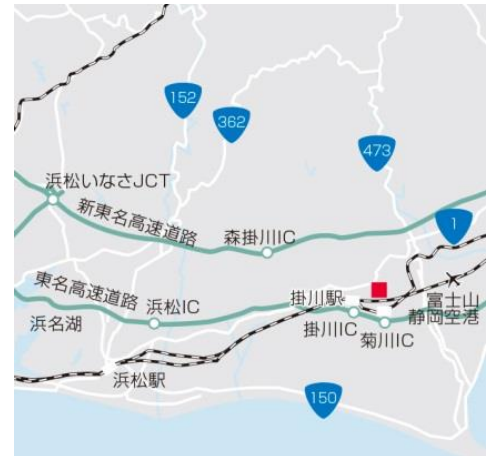 152
362
473
浜松いなさJCT
新東名高速道路
1
森掛川IC
東名高速道路
浜松IC
掛川駅
富士山
静岡空港
浜名湖
掛川IC
菊川IC
浜松駅
150